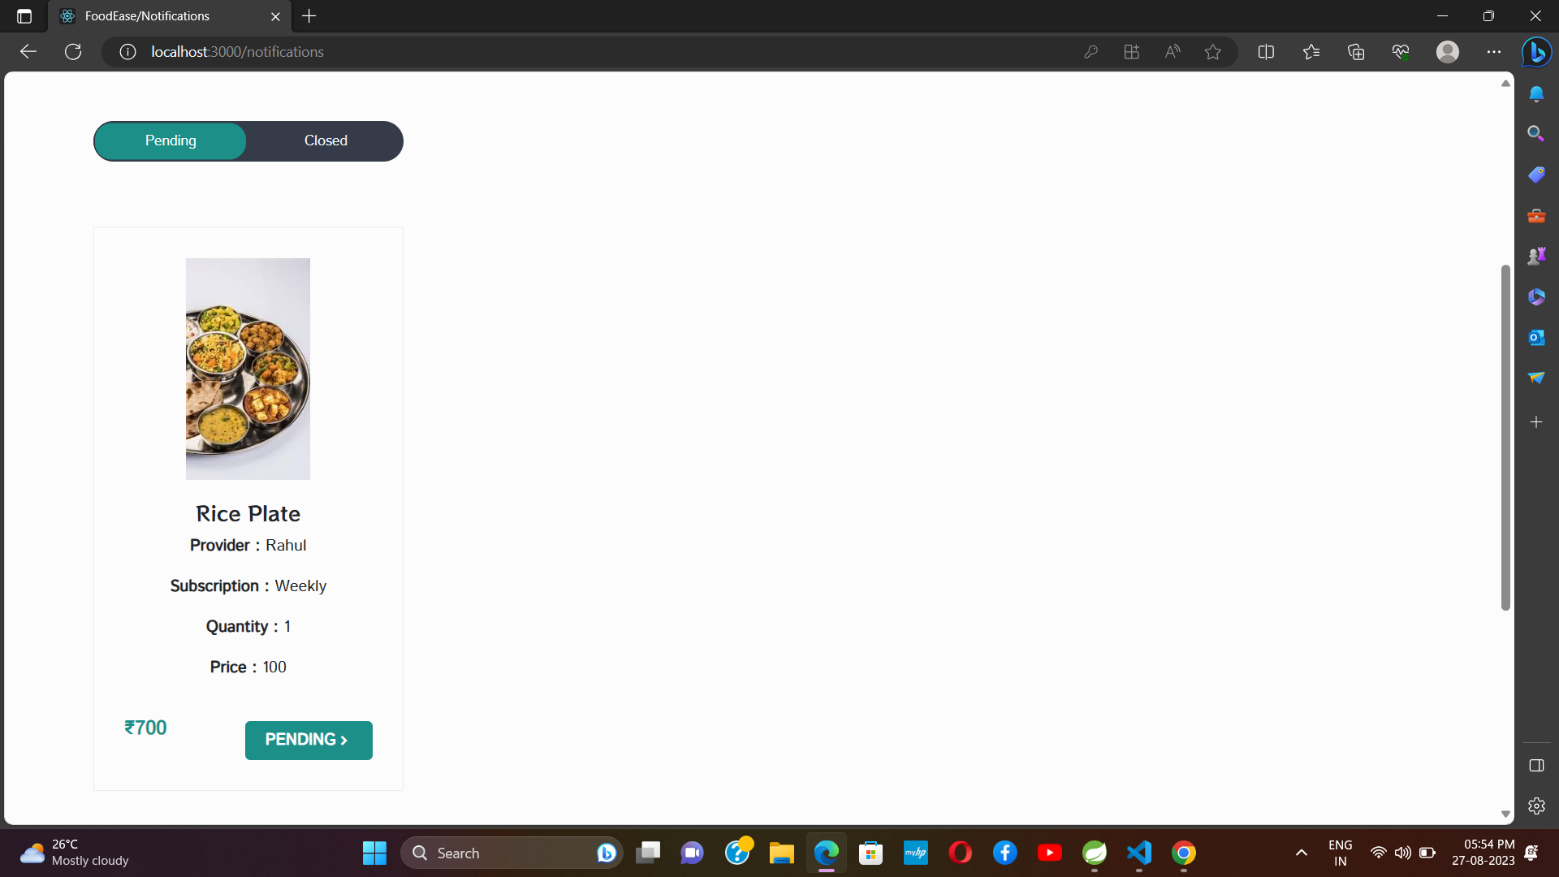 FoodEase/Notifications
localhost:3000/notifications
Pending
Closed
Rice Plate
Provider : Rahul
Subscription : Weekly
Quantity : 1
Price : 100
₹700
PENDING ›
26°C
Mostly cloudy
Search
myhp
ENG
IN
05:54 PM
27-08-2023